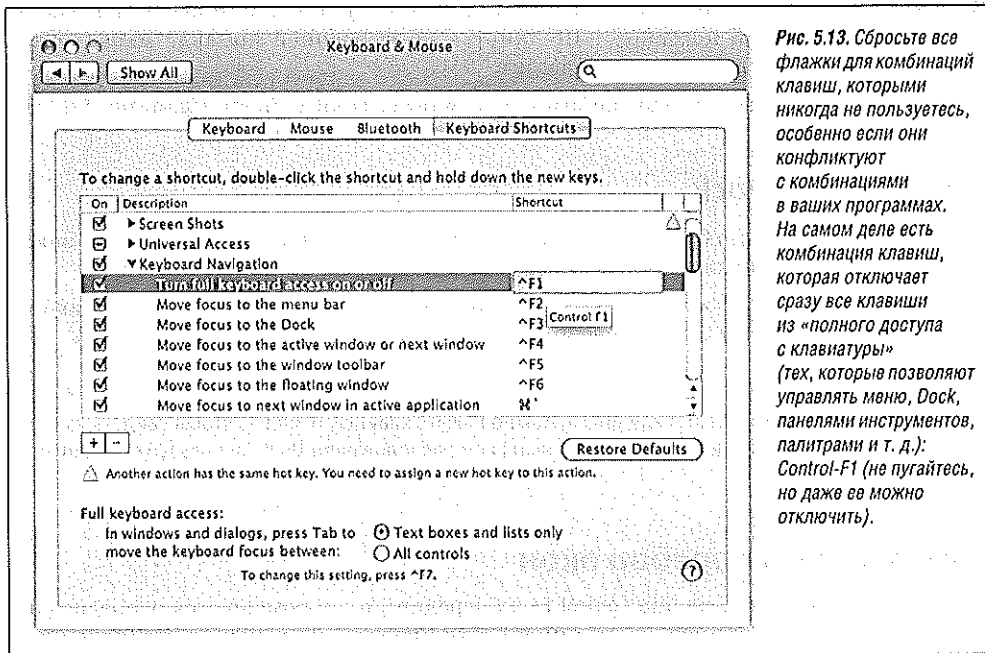 Keyboard & Mouse
Show All
Keyboard Mouse Bluetooth Keyboard Shortcuts
To change a shortcut, double-click the shortcut and hold down the new keys.
On Description Shortcut
Screen Shots
Universal Access
Keyboard Navigation
Turn full keyboard access on or off ^F1
Move focus to the menu bar ^F2
Control F1
Move focus to the Dock ^F3
Move focus to the active window or next window ^F4
Move focus to the window toolbar ^F5
Move focus to the floating window ^F6
Move focus to next window in active application ⌘`
+ - Restore Defaults
Another action has the same hot key. You need to assign a new hot key to this action.
Full keyboard access:
In windows and dialogs, press Tab to
move the keyboard focus between:
Text boxes and lists only
All controls
To change this setting, press ^F7.
?
Рис. 5.13. Сбросьте все
флажки для комбинаций
клавиш, которыми
никогда не пользуетесь,
особенно если они
конфликтуют
с комбинациями
в ваших программах.
На самом деле есть
комбинация клавиш,
которая отключает
сразу все клавиши
из «полного доступа
с клавиатуры»
(тех, которые позволяют
управлять меню, Dock,
панелями инструментов,
палитрами и т. д.):
Control-F1 (не пугайтесь,
но даже ее можно
отключить).